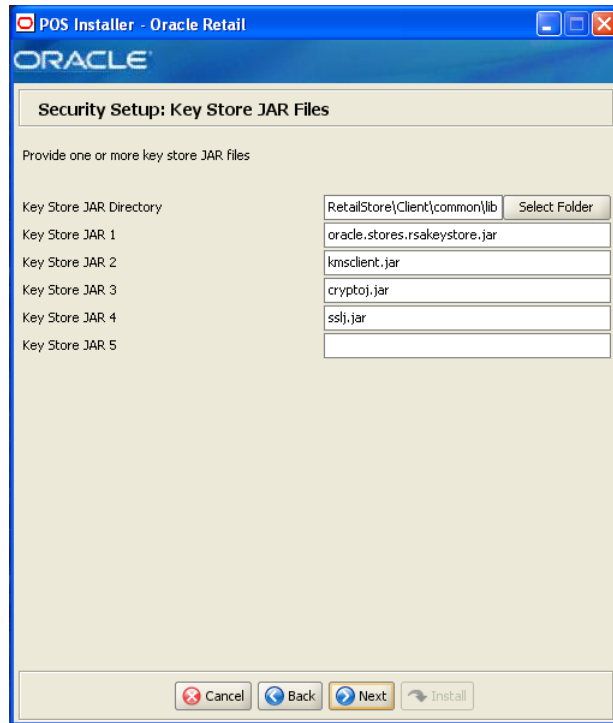 POS Installer - Oracle Retail
ORACLE
Security Setup: Key Store JAR Files
Provide one or more key store JAR files
Key Store JAR Directory RetailStore\Client\common\lib Select Folder
Key Store JAR 1 oracle.stores.rsakeystore.jar
Key Store JAR 2 kmsclient.jar
Key Store JAR 3 cryptoj.jar
Key Store JAR 4 sslj.jar
Key Store JAR 5
Cancel Back Next Install